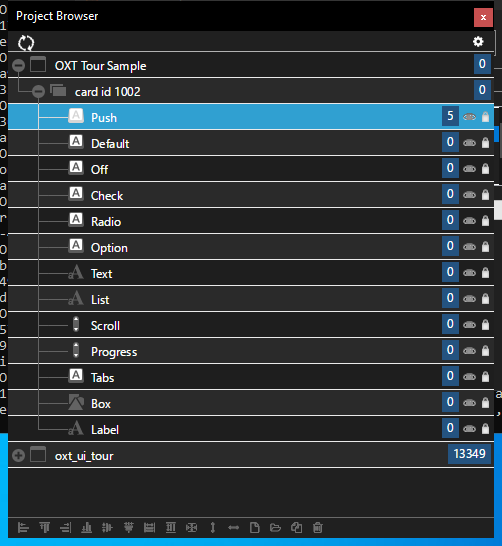 Project Browser
x
OXT Tour Sample 0
card id 1002 0
A Push 5
A Default 0
A Off 0
A Check 0
A Radio 0
A Option 0
A Text 0
A List 0
Scroll 0
Progress 0
A Tabs 0
Box 0
A Label 0
oxt_ui_tour 13349